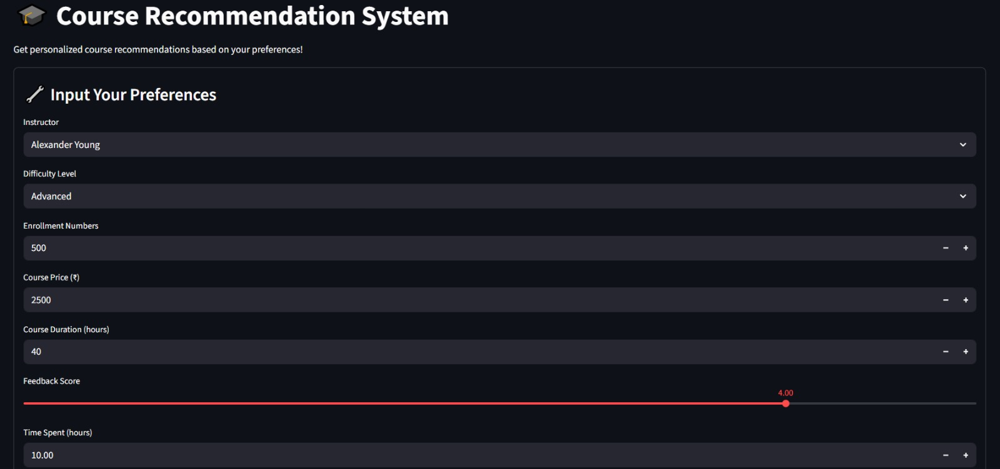 Course Recommendation System
Get personalized course recommendations based on your preferences!
Input Your Preferences
Instructor
Alexander Young
Difficulty Level
Advanced
Enrollment Numbers
500
Course Price (₹)
2500
Course Duration (hours)
40
Feedback Score
4.00
Time Spent (hours)
10.00